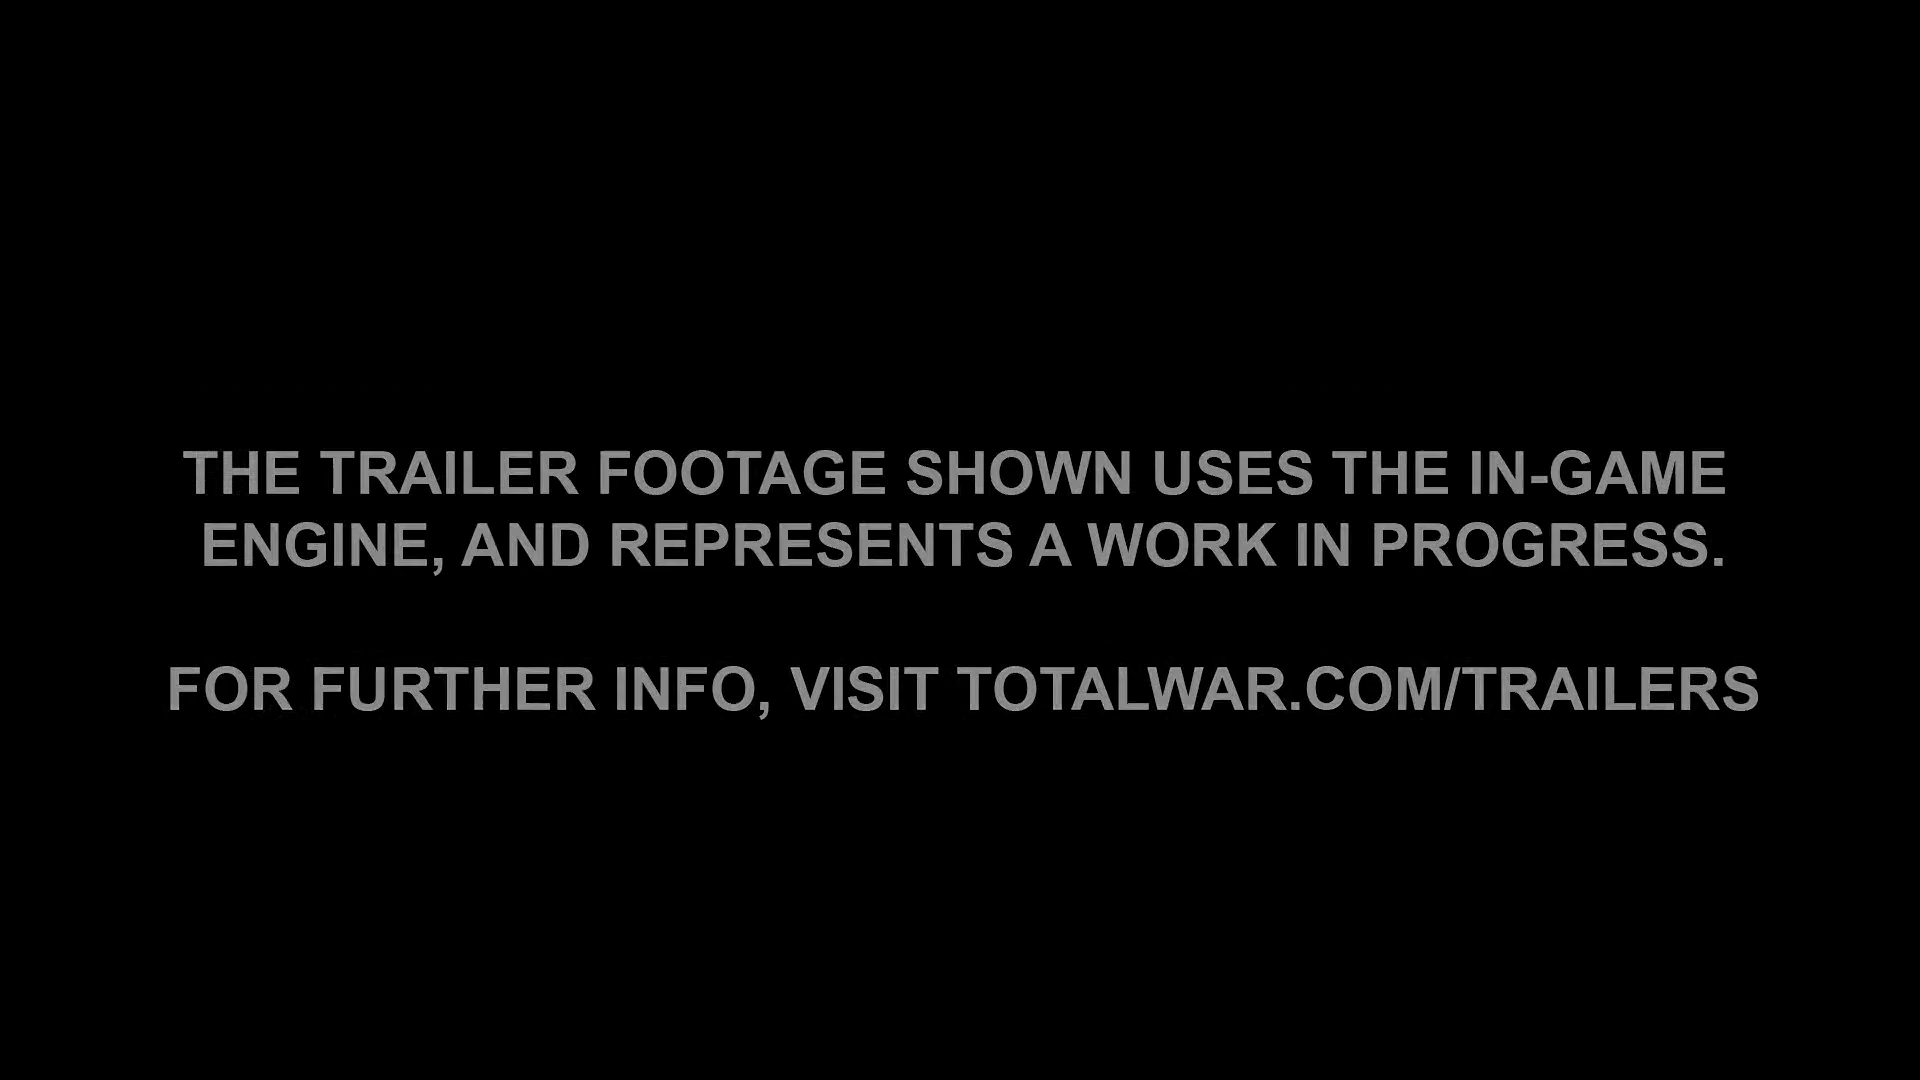 THE TRAILER FOOTAGE SHOWN USES THE IN-GAME
ENGINE, AND REPRESENTS A WORK IN PROGRESS.
FOR FURTHER INFO, VISIT TOTALWAR.COM/TRAILERS